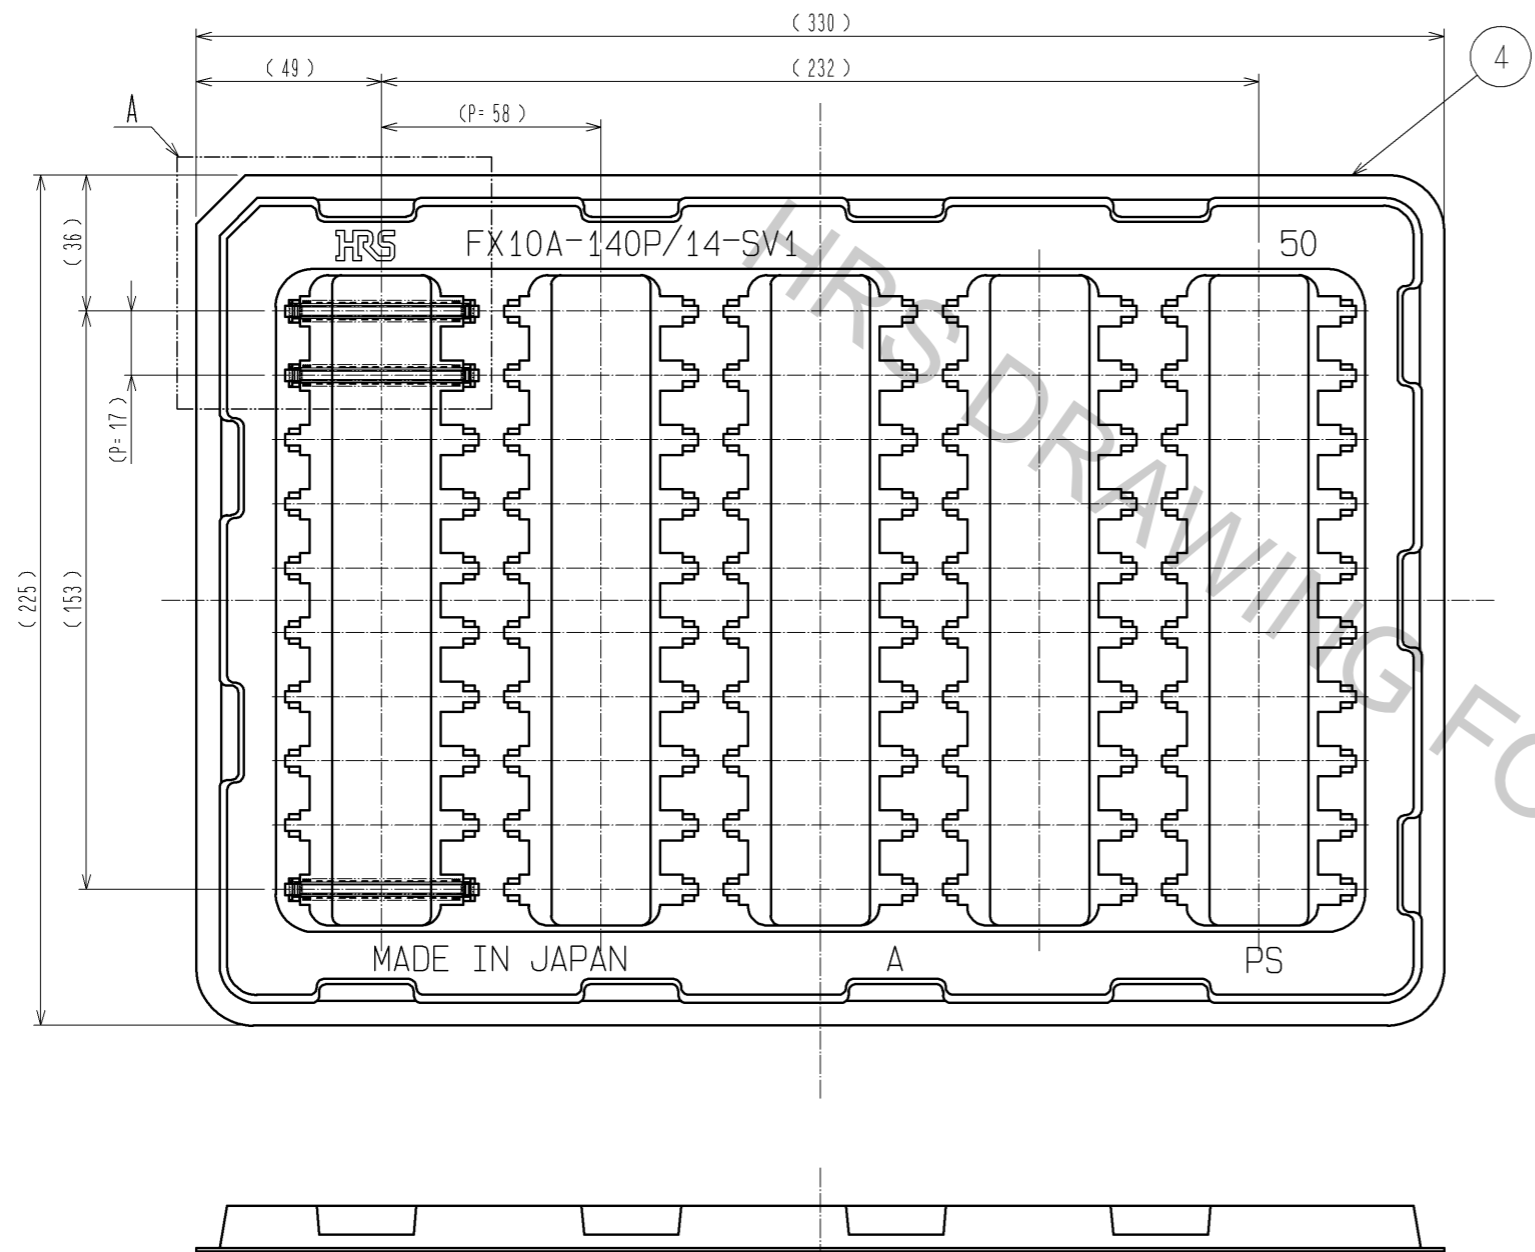 ( 330 )
( 49 )
( 232 )
4
(P= 58 )
A
( 36 )
HRS FX10A-140P/14-SV1 50
(P= 17 )
( 225 )
( 153 )
HRS DRAWING FO
MADE IN JAPAN A PS